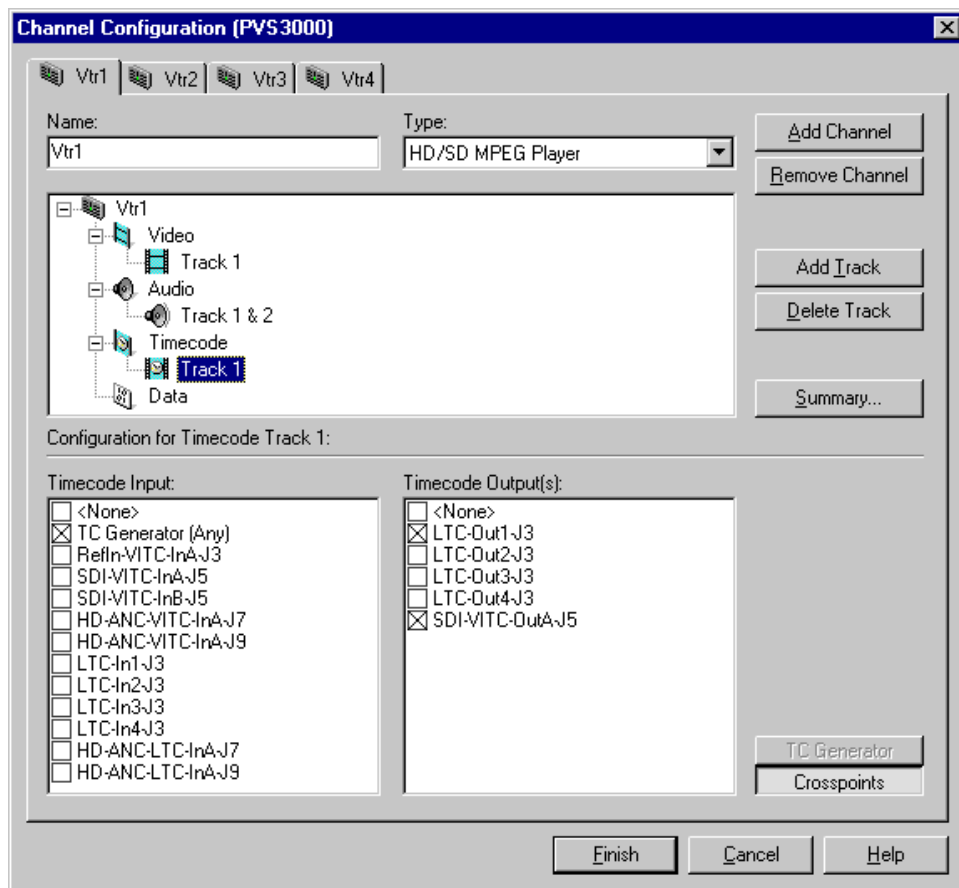 Channel Configuration (PVS3000)
Vtr1 Vtr2 Vtr3 Vtr4
Name:
Vtr1
Type:
HD/SD MPEG Player
Add Channel
Remove Channel
Vtr1
Video
Track 1
Audio
Track 1 & 2
Timecode
Track 1
Data
Add Track
Delete Track
Summary...
Configuration for Timecode Track 1:
Timecode Input:
<None>
TC Generator (Any)
RefIn-VITC-InA-J3
SDI-VITC-InA-J5
SDI-VITC-InB-J5
HD-ANC-VITC-InA-J7
HD-ANC-VITC-InA-J9
LTC-In1-J3
LTC-In2-J3
LTC-In3-J3
LTC-In4-J3
HD-ANC-LTC-InA-J7
HD-ANC-LTC-InA-J9
Timecode Output(s):
<None>
LTC-Out1-J3
LTC-Out2-J3
LTC-Out3-J3
LTC-Out4-J3
SDI-VITC-OutA-J5
TC Generator
Crosspoints
Finish
Cancel
Help